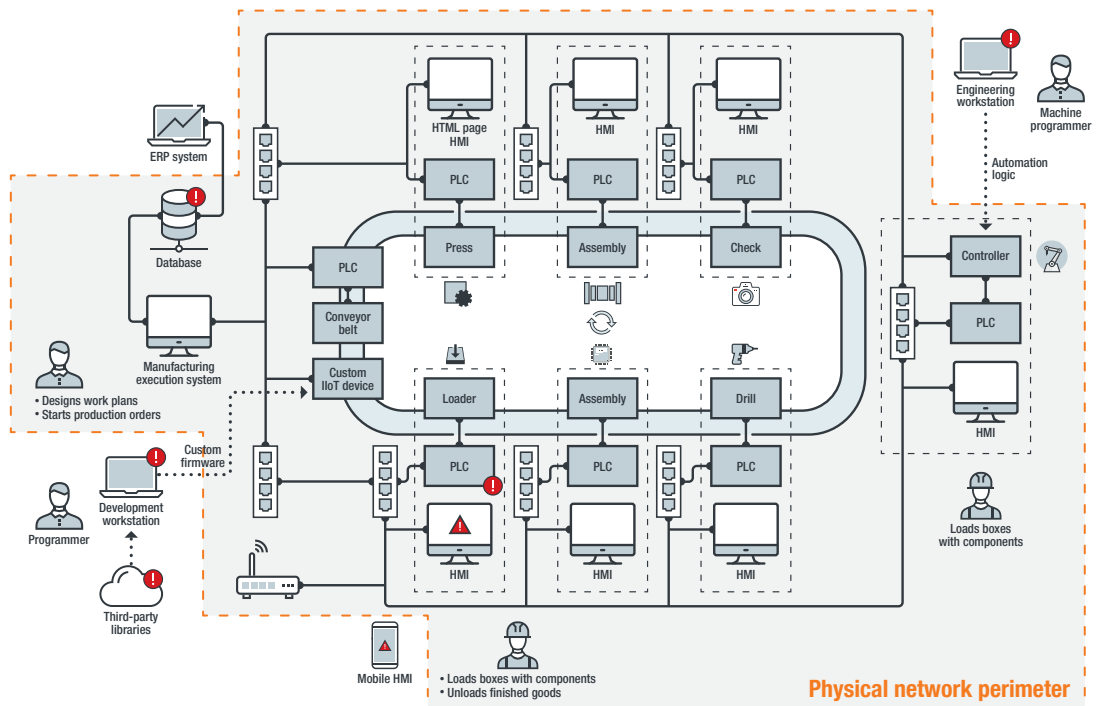 Engineering
workstation
Machine
programmer
ERP system
HTML page
HMI
HMI
HMI
Automation
logic
PLC
PLC
PLC
Database
Press
Assembly
Check
Controller
PLC
Conveyor
belt
PLC
Manufacturing
execution system
Custom
IIoT device
• Designs work plans
• Starts production orders
Loader
Assembly
Drill
HMI
Custom
firmware
PLC
PLC
PLC
Development
workstation
Programmer
Loads boxes
with components
HMI
HMI
HMI
Third-party
libraries
Mobile HMI
• Loads boxes with components
• Unloads finished goods
Physical network perimeter